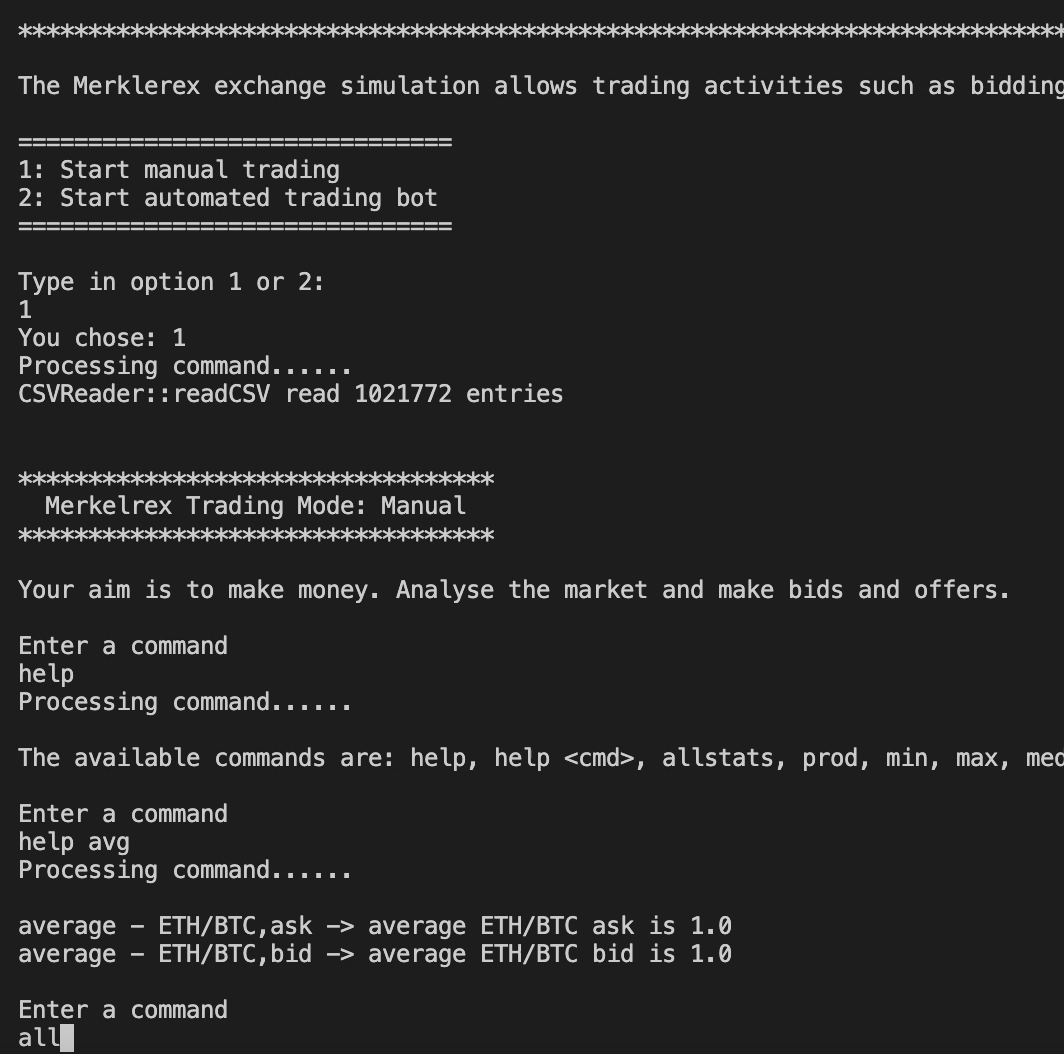 ***************************************************************************
The Merklerex exchange simulation allows trading activities such as bidding
===============================
1: Start manual trading
2: Start automated trading bot
===============================
Type in option 1 or 2:
1
You chose: 1
Processing command......
CSVReader::readCSV read 1021772 entries
**********************************
Merkelrex Trading Mode: Manual
**********************************
Your aim is to make money. Analyse the market and make bids and offers.
Enter a command
help
Processing command......
The available commands are: help, help <cmd>, allstats, prod, min, max, med
Enter a command
help avg
Processing command......
average - ETH/BTC,ask -> average ETH/BTC ask is 1.0
average - ETH/BTC,bid -> average ETH/BTC bid is 1.0
Enter a command
all